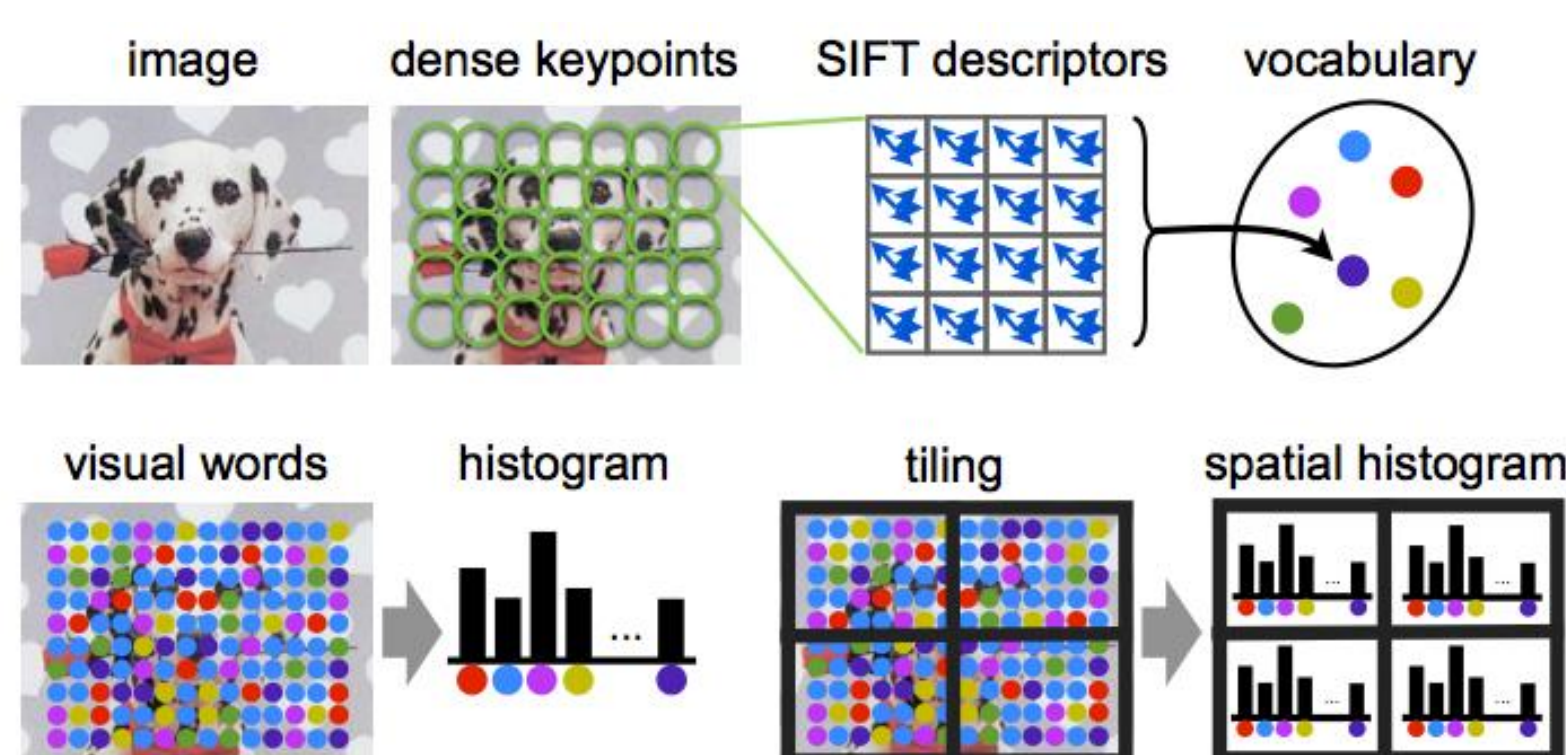 image dense keypoints SIFT descriptors vocabulary
visual words histogram tiling spatial histogram
...
... ...
... ...